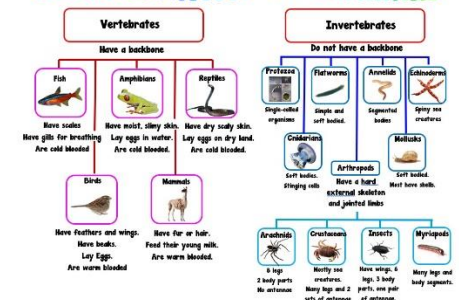 Vertebrates
Have a backbone
Fish
Have scales
Have gills for breathing
Are cold blooded
Amphibians
Have moist, slimy skin.
Lay eggs in water.
Are cold blooded.
Reptiles
Have dry scaly skin.
Lay eggs on dry land.
Are cold blooded.
Birds
Have feathers and wings.
Have beaks.
Lay Eggs.
Are warm blooded
Mammals
Have fur or hair.
Feed their young milk.
Are warm blooded.
Invertebrates
Do not have a backbone
Protozoa
Single-celled
organisms
Flatworms
Simple and
soft bodied.
Annelids
Segmented
bodies
Echinoderms
Spiny sea
creatures
Cnidarians
Soft bodies.
Stinging cells
Arthropods
Have a hard
external skeleton
and jointed limbs
Mollusks
Soft bodied.
Most have shells.
Arachnids
8 legs
2 body parts
No antennae
Crustaceans
Mostly sea
creatures.
Many legs and 2
sets of antennae
Insects
Have wings, 6
legs, 3 body
parts, one pair
of antennae
Myriapods
Many legs and
body segments.